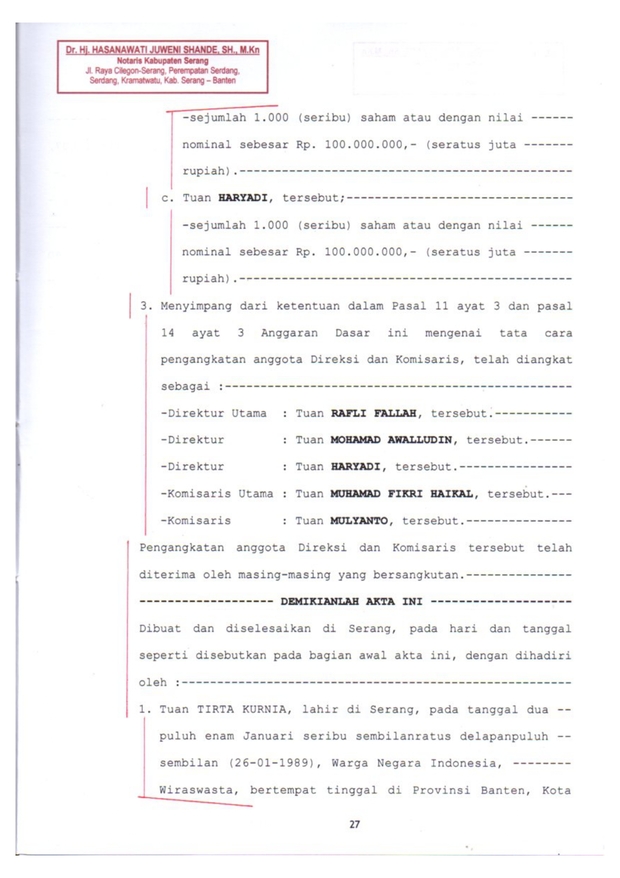 Dr. Hj. HASANAWATI JUWENI SHANDE, SH., M.Kn
Notaris Kabupaten Serang
Jl. Raya Cilegon-Serang, Perempatan Serdang,
Serdang, Kramatwatu, Kab. Serang – Banten
-sejumlah 1.000 (seribu) saham atau dengan nilai ------
nominal sebesar Rp. 100.000.000,- (seratus juta -------
rupiah).-----------------------------------------------
c. Tuan HARYADI, tersebut;--------------------------------
-sejumlah 1.000 (seribu) saham atau dengan nilai ------
nominal sebesar Rp. 100.000.000,- (seratus juta -------
rupiah).-----------------------------------------------
3. Menyimpang dari ketentuan dalam Pasal 11 ayat 3 dan pasal
14 ayat 3 Anggaran Dasar ini mengenai tata cara
pengangkatan anggota Direksi dan Komisaris, telah diangkat
sebagai :-------------------------------------------------
-Direktur Utama : Tuan RAFLI FALLAH, tersebut.-----------
-Direktur : Tuan MOHAMAD AWALLUDIN, tersebut.------
-Direktur : Tuan HARYADI, tersebut.----------------
-Komisaris Utama : Tuan MUHAMAD FIKRI HAIKAL, tersebut.---
-Komisaris : Tuan MULYANTO, tersebut.---------------
Pengangkatan anggota Direksi dan Komisaris tersebut telah
diterima oleh masing-masing yang bersangkutan.---------------
------------------- DEMIKIANLAH AKTA INI --------------------
Dibuat dan diselesaikan di Serang, pada hari dan tanggal
seperti disebutkan pada bagian awal akta ini, dengan dihadiri
oleh :-------------------------------------------------------
1. Tuan TIRTA KURNIA, lahir di Serang, pada tanggal dua --
puluh enam Januari seribu sembilanratus delapanpuluh --
sembilan (26-01-1989), Warga Negara Indonesia, --------
Wiraswasta, bertempat tinggal di Provinsi Banten, Kota
27